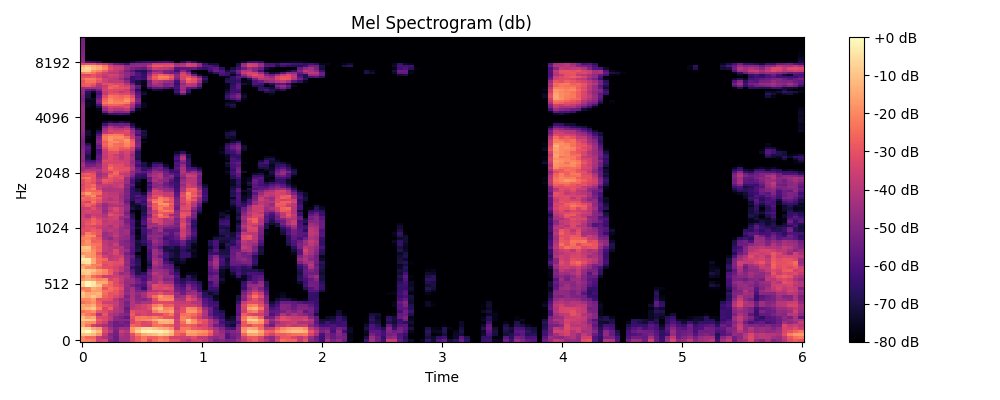 Mel Spectrogram (db)
Hz
8192
4096
2048
1024
512
0
0 1 2 3 4 5 6
Time
+0 dB
-10 dB
-20 dB
-30 dB
-40 dB
-50 dB
-60 dB
-70 dB
-80 dB